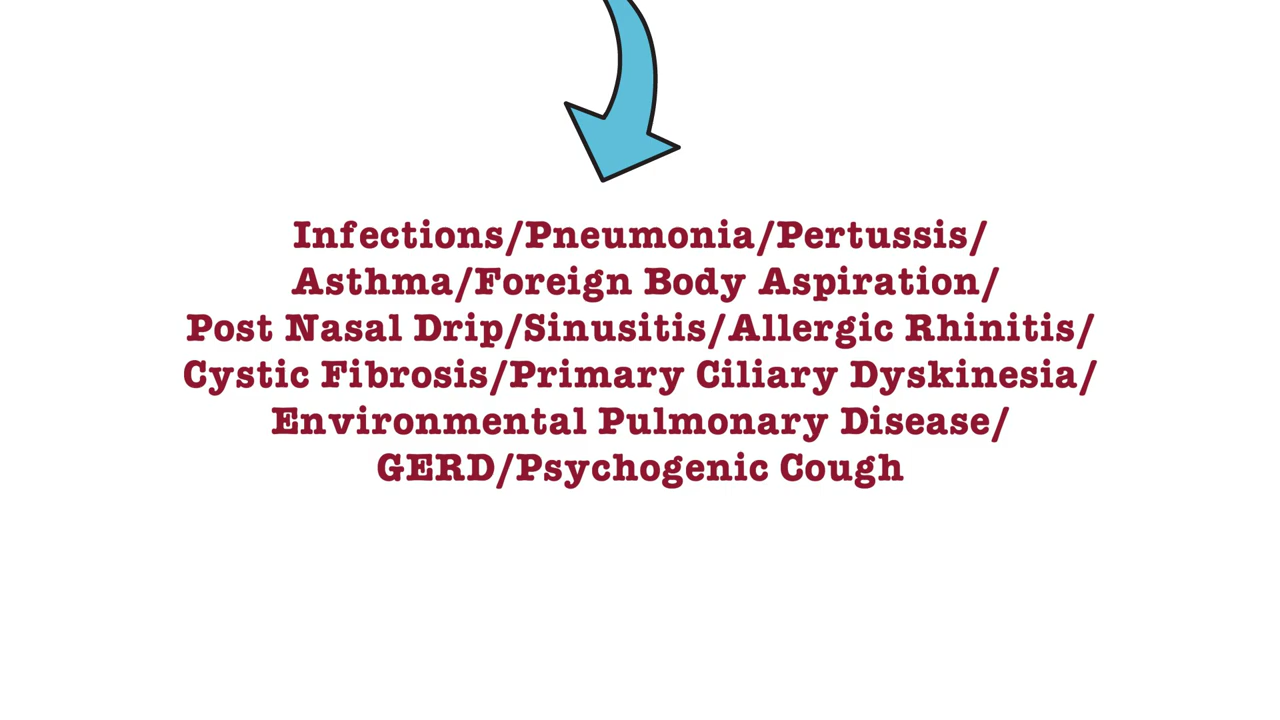 Infections/Pneumonia/Pertussis/
Asthma/Foreign Body Aspiration/
Post Nasal Drip/Sinusitis/Allergic Rhinitis/
Cystic Fibrosis/Primary Ciliary Dyskinesia/
Environmental Pulmonary Disease/
GERD/Psychogenic Cough